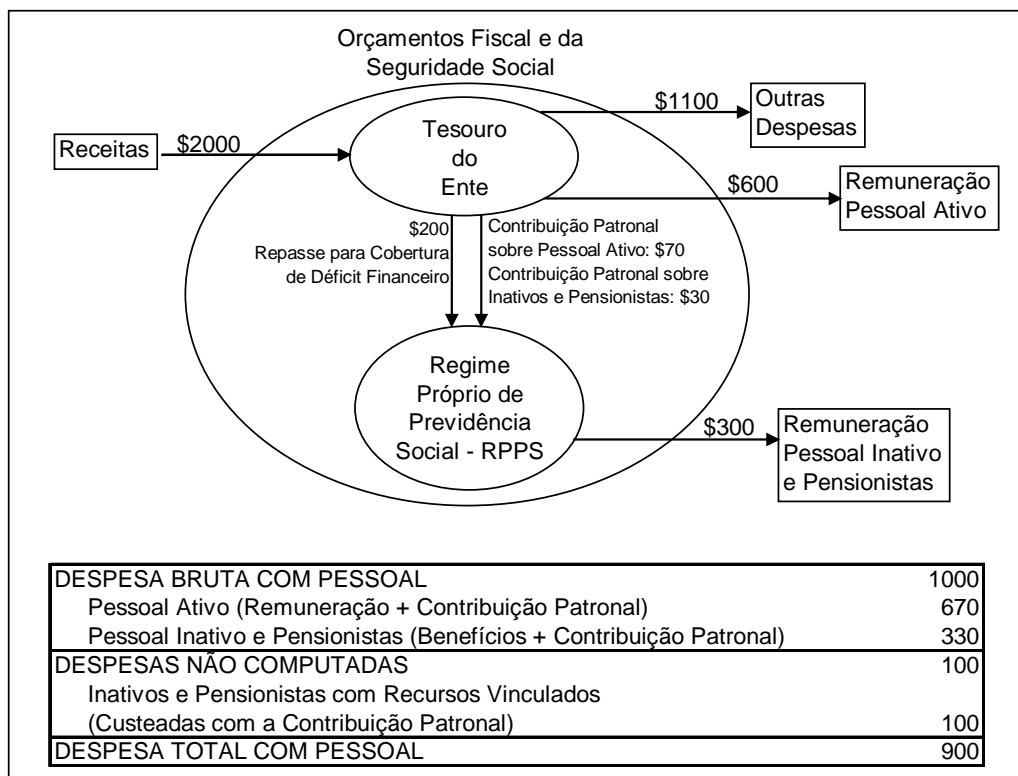 Orçamentos Fiscal e da
Seguridade Social
Receitas
$2000
Tesouro
do
Ente
$1100
Outras
Despesas
$600
Remuneração
Pessoal Ativo
$200
Repasse para Cobertura
de Déficit Financeiro
Contribuição Patronal
sobre Pessoal Ativo: $70
Contribuição Patronal sobre
Inativos e Pensionistas: $30
Regime
Próprio de
Previdência
Social - RPPS
$300
Remuneração
Pessoal Inativo
e Pensionistas
DESPESA BRUTA COM PESSOAL 1000
Pessoal Ativo (Remuneração + Contribuição Patronal) 670
Pessoal Inativo e Pensionistas (Benefícios + Contribuição Patronal) 330
DESPESAS NÃO COMPUTADAS 100
Inativos e Pensionistas com Recursos Vinculados
(Custeadas com a Contribuição Patronal) 100
DESPESA TOTAL COM PESSOAL 900